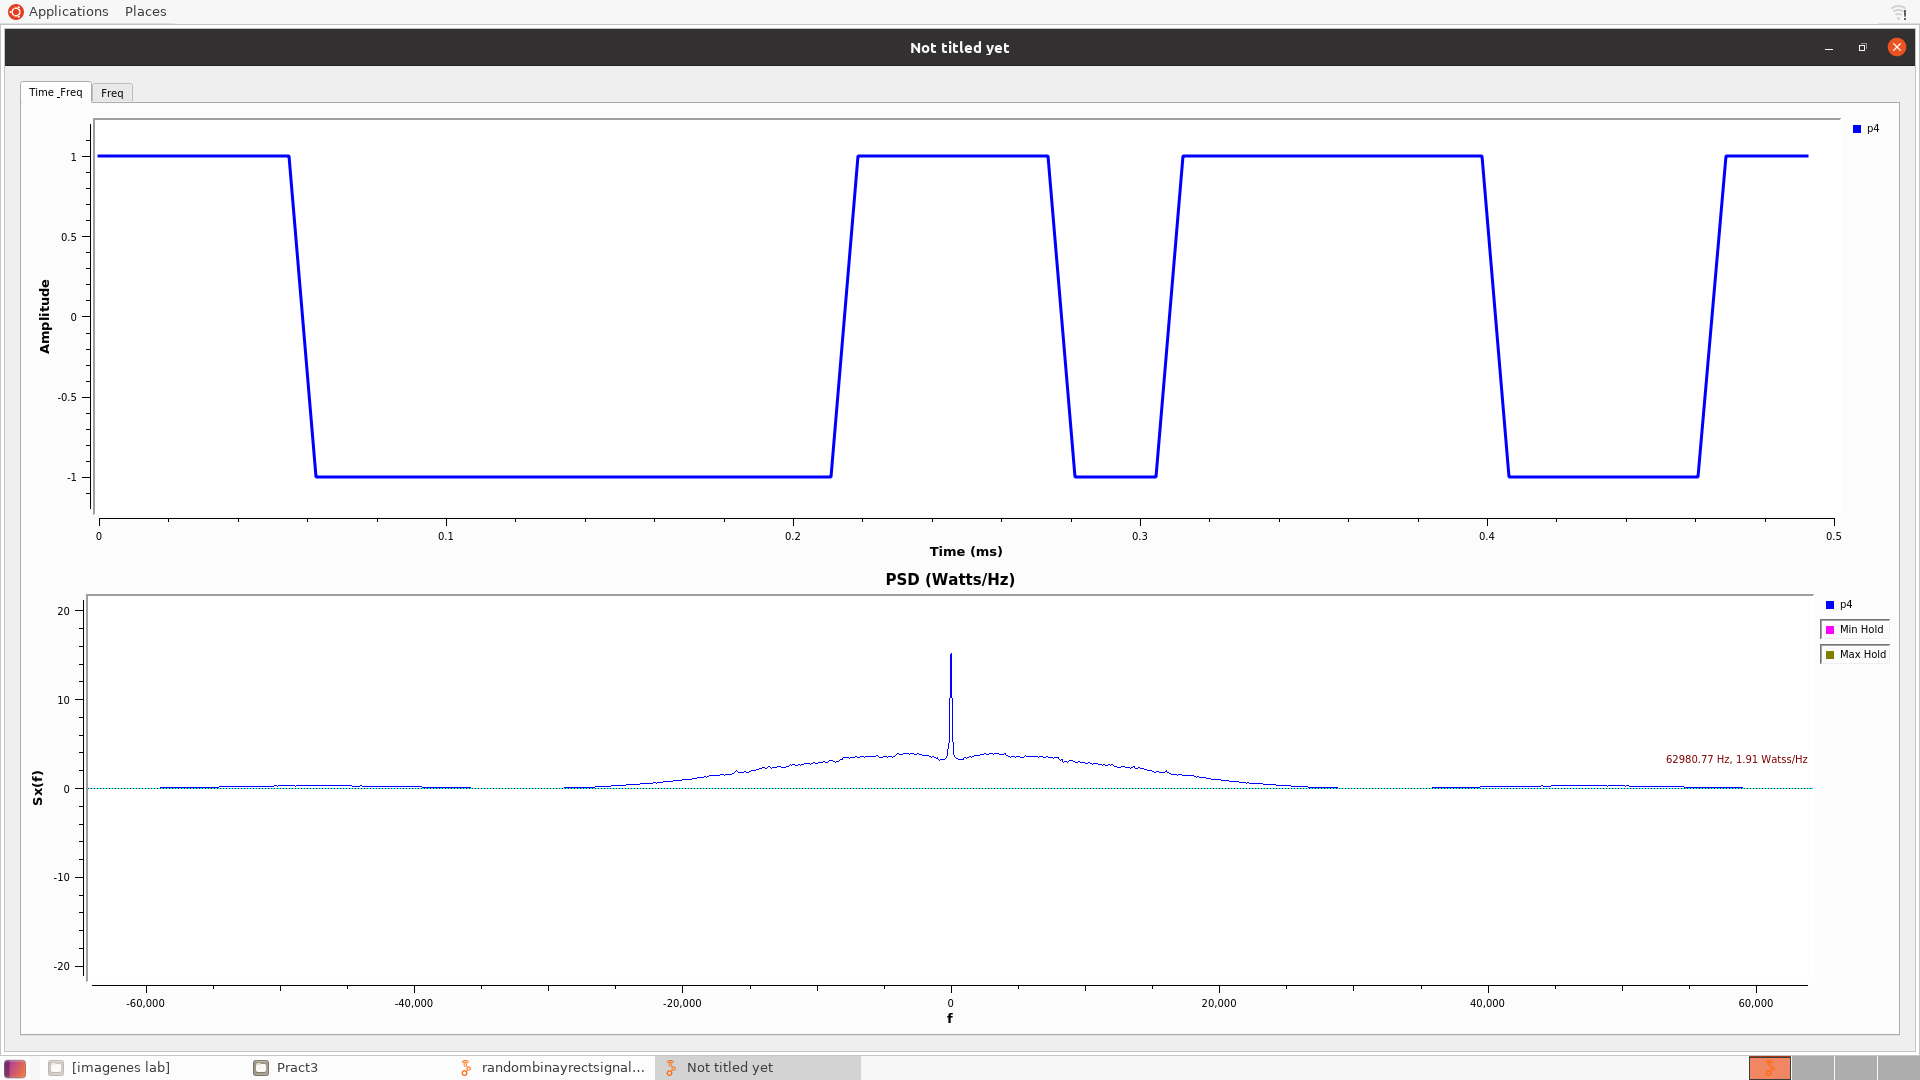 Applications Places
Not titled yet
Time_Freq Freq
p4
1
0.5
0
-0.5
-1
Amplitude
0 0.1 0.2 0.3 0.4 0.5
Time (ms)
PSD (Watts/Hz)
p4
Min Hold
Max Hold
20
10
0
-10
-20
Sx(f)
62980.77 Hz, 1.91 Watss/Hz
-60,000 -40,000 -20,000 0 20,000 40,000 60,000
f
[imagenes lab] Pract3 randombinayrectsignal... Not titled yet